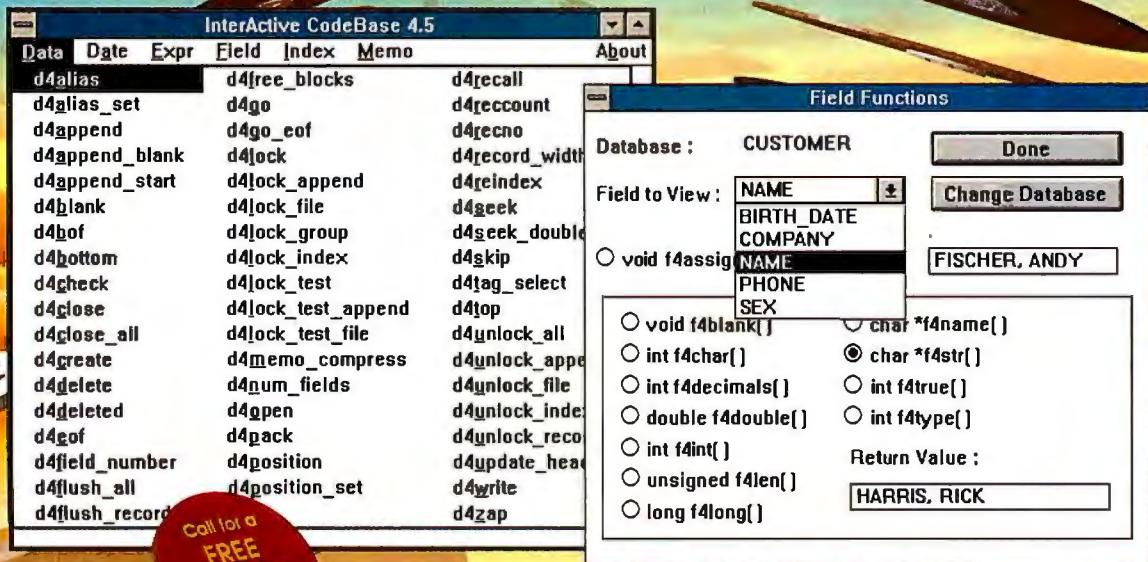 InterActive CodeBase 4.5
Data Date Expr Field Index Memo About
d4alias d4free_blocks d4recall
d4alias_set d4go d4reccount
d4append d4go_eof d4recno
d4append_blank d4lock d4record_width
d4append_start d4lock_append d4reindex
d4blank d4lock_file d4seek
d4bof d4lock_group d4seek_double
d4bottom d4lock_index d4skip
d4check d4lock_test d4tag_select
d4close d4lock_test_append d4top
d4close_all d4lock_test_file d4unlock_all
d4create d4memo_compress d4unlock_appe
d4delete d4num_fields d4unlock_file
d4deleted d4open d4unlock_inde
d4eof d4pack d4unlock_reco
d4field_number d4position d4update_head
d4flush_all d4position_set d4write
d4flush_record d4zap
Call for a
FREE
Field Functions
Database : CUSTOMER Done
Field to View : NAME Change Database
BIRTH_DATE
COMPANY
void f4assig NAME FISCHER, ANDY
PHONE
SEX
void f4blank( ) char *f4name( )
int f4char( ) char *f4str( )
int f4decimals( ) int f4true( )
double f4double( ) int f4type( )
int f4int( ) Return Value :
unsigned f4len( )
HARRIS, RICK
long f4long( )